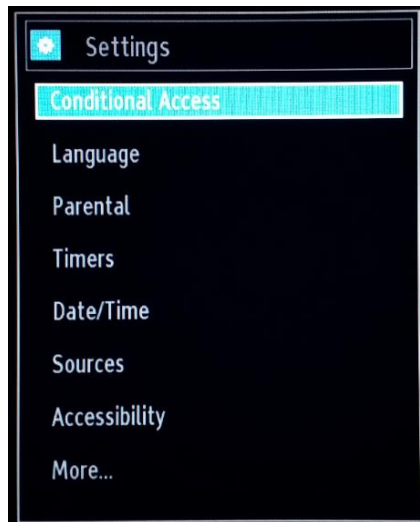 Settings
Conditional Access
Language
Parental
Timers
Date/Time
Sources
Accessibility
More...